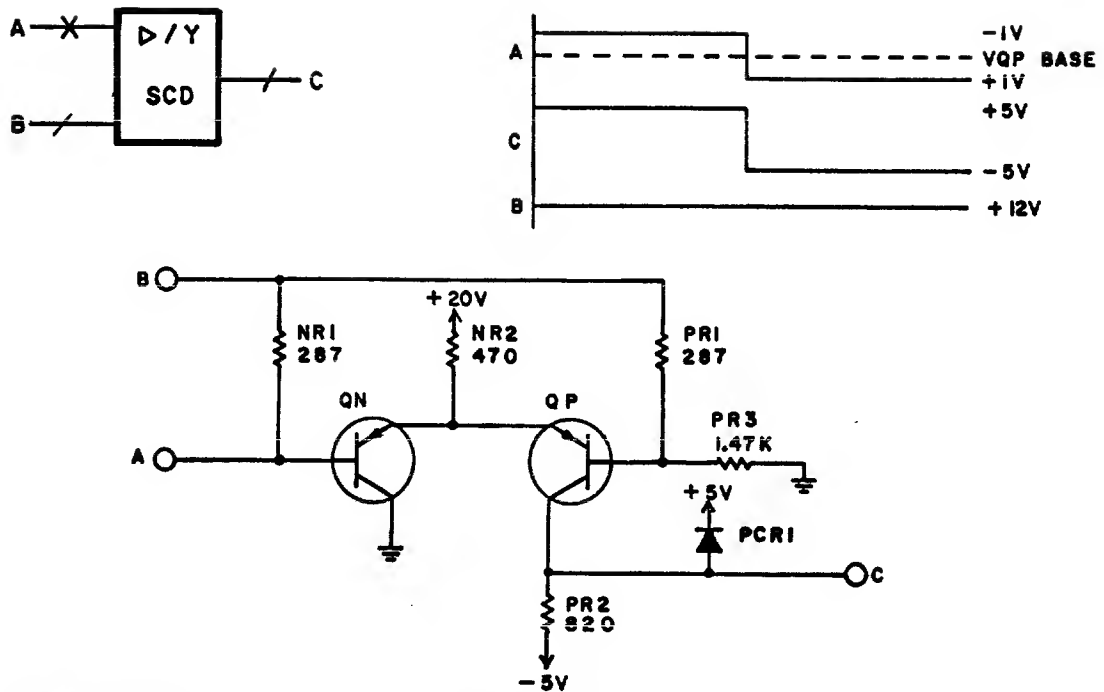 A
▷/Y
SCD
C
B
A
-1V
VQP BASE
+1V
C
+5V
-5V
B
+12V
B
+20V
NR1
287
NR2
470
PR1
287
QN
QP
PR3
1.47K
A
+5V
PCR1
C
PR2
820
-5V